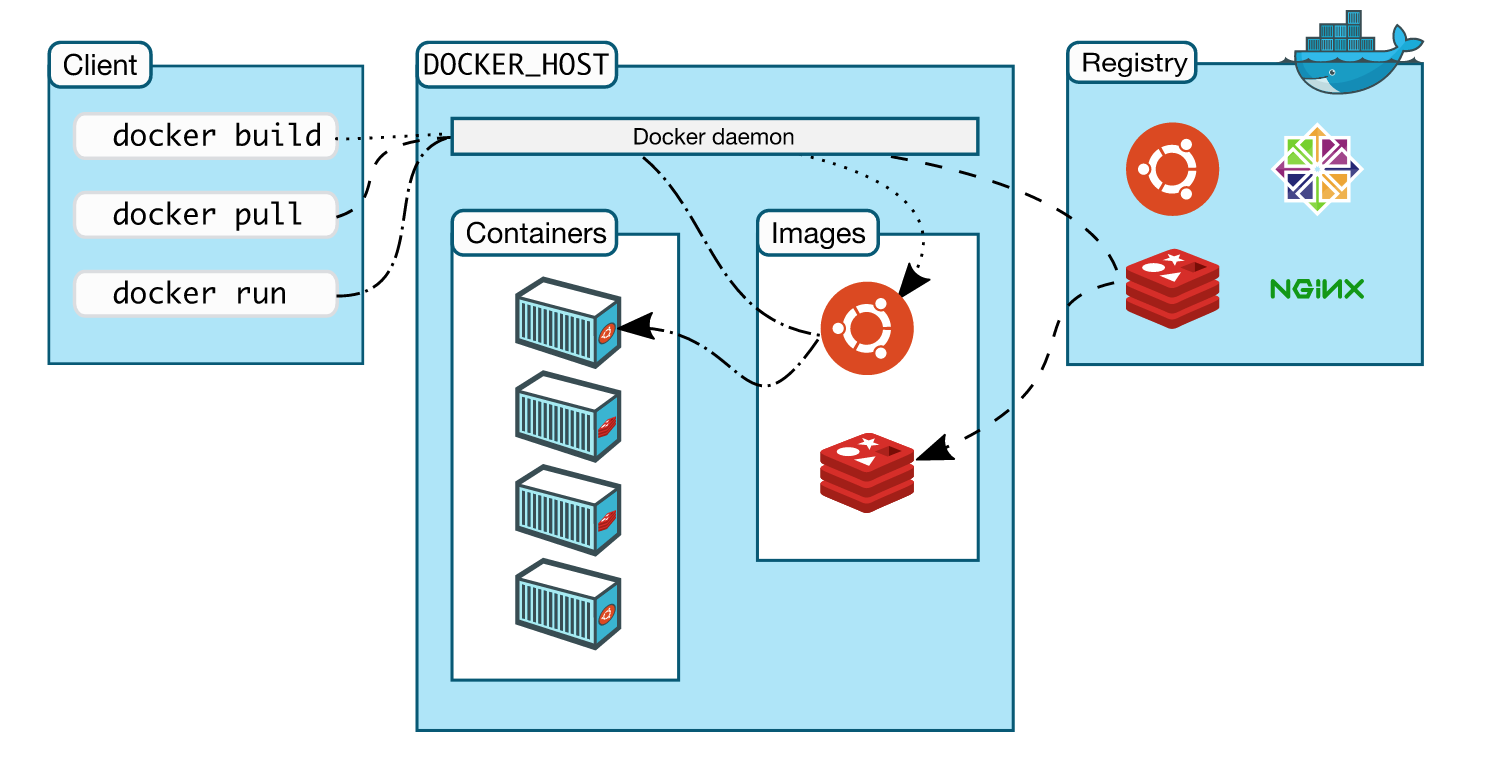 Client
docker build
docker pull
docker run
DOCKER_HOST
Docker daemon
Containers
Images
Registry
NGiNX